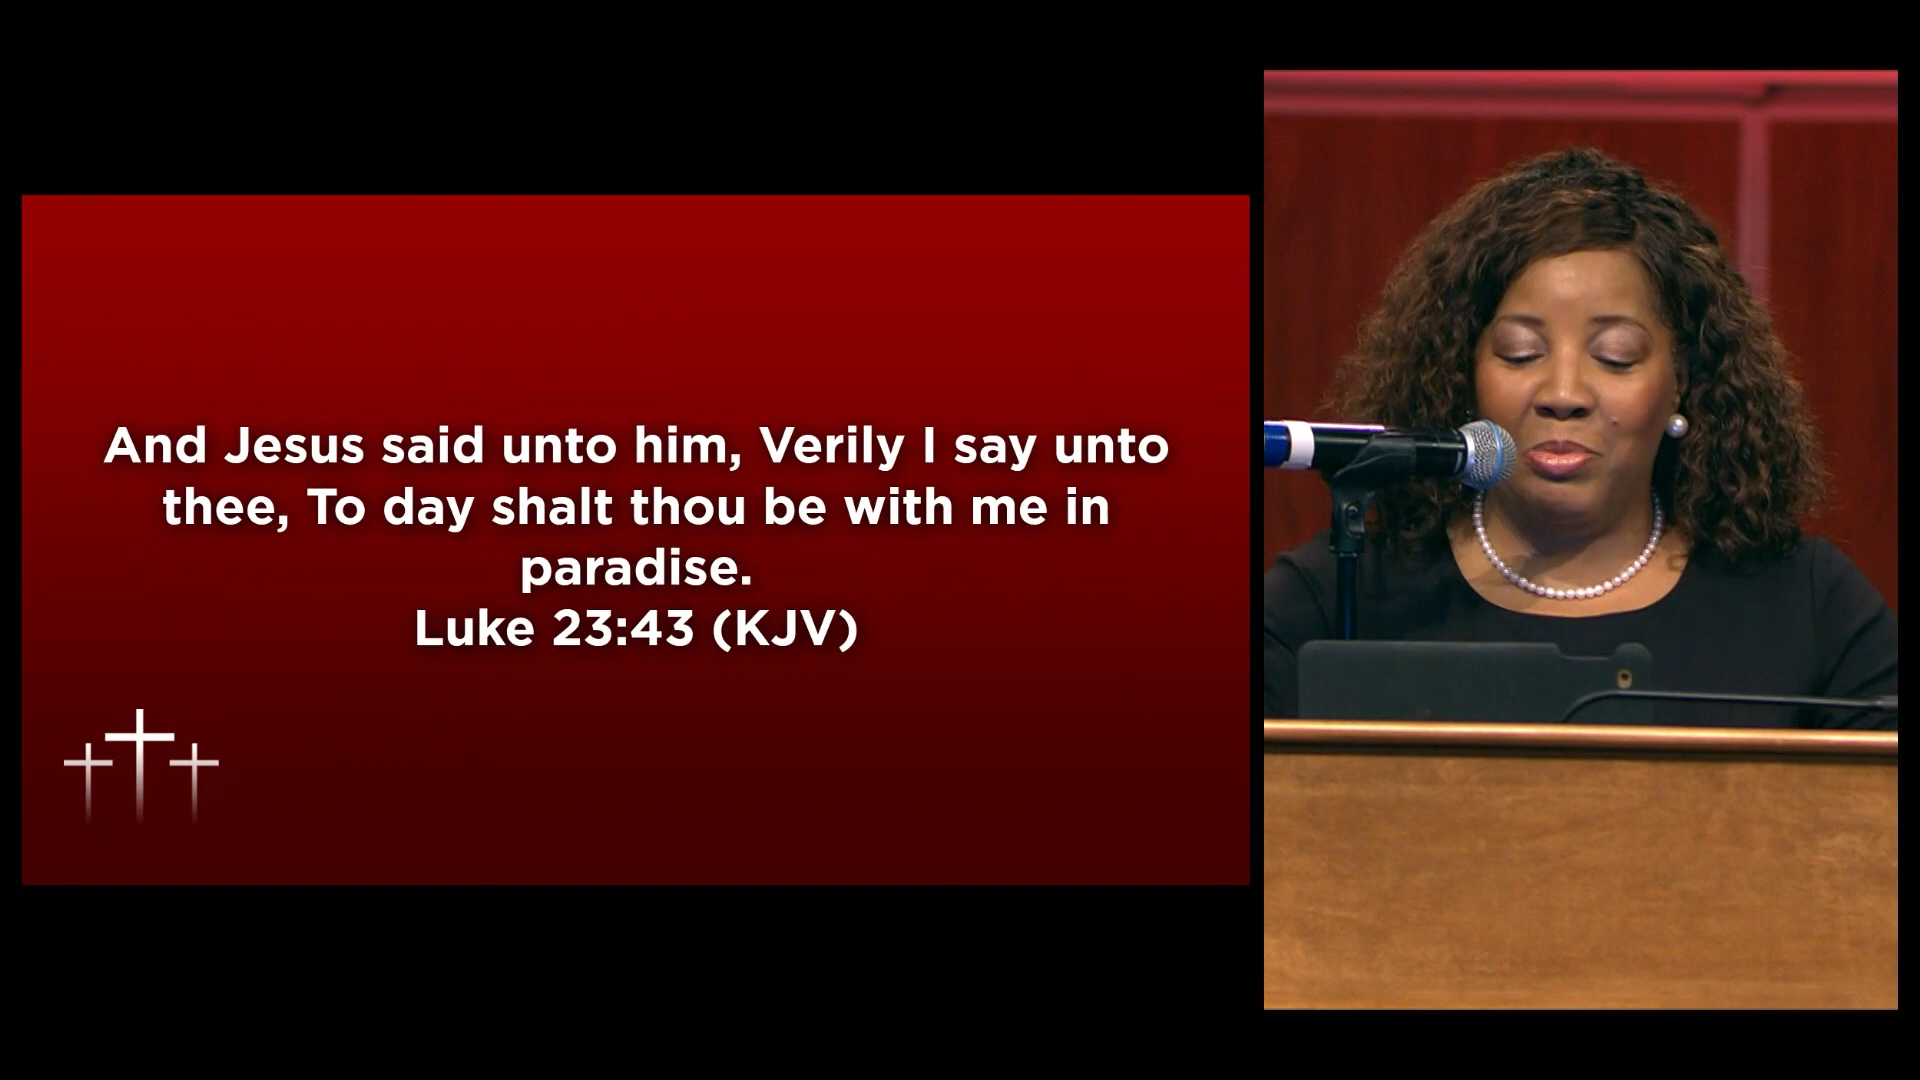 And Jesus said unto him, Verily I say unto
thee, To day shalt thou be with me in
paradise.
Luke 23:43 (KJV)